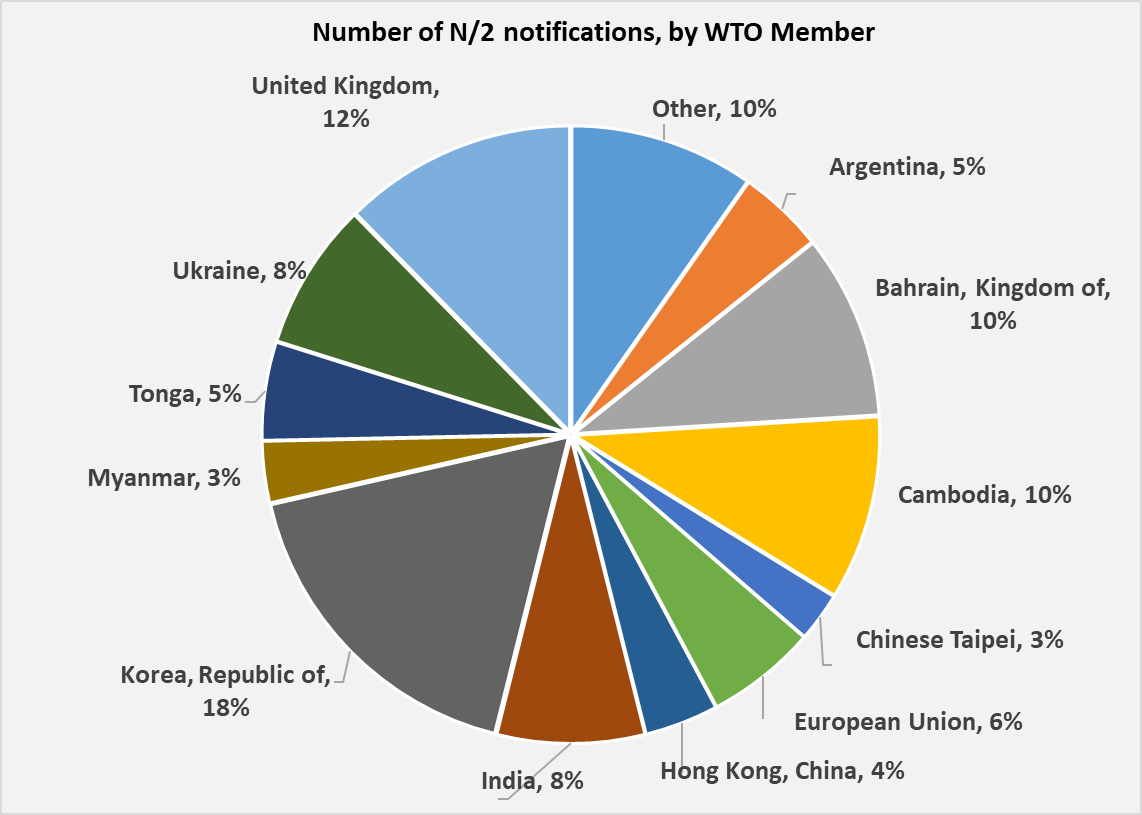 Number of N/2 notifications, by WTO Member
Other, 10%
Argentina, 5%
Bahrain, Kingdom of,
10%
Cambodia, 10%
Chinese Taipei, 3%
European Union, 6%
Hong Kong, China, 4%
India, 8%
Korea, Republic of,
18%
Myanmar, 3%
Tonga, 5%
Ukraine, 8%
United Kingdom,
12%